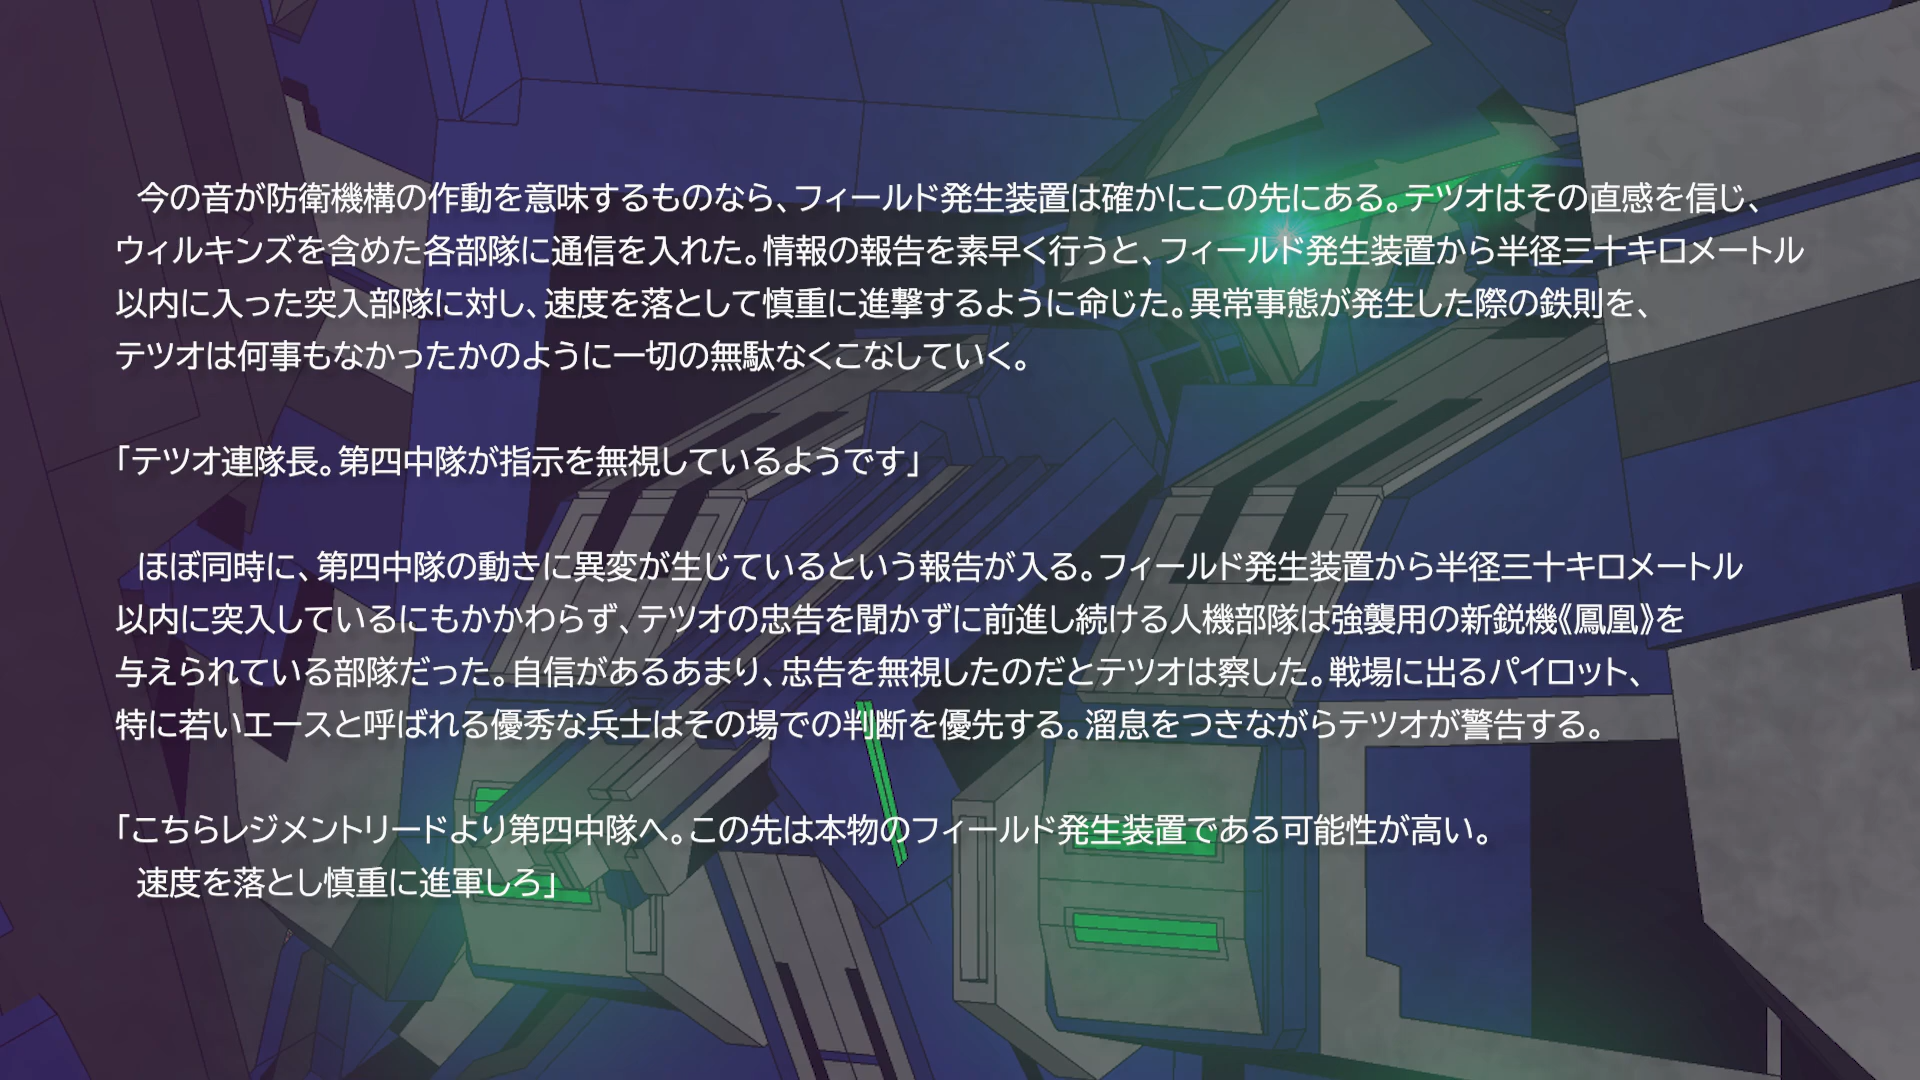 今の音が防衛機構の作動を意味するものなら、フィールド発生装置は確かにこの先にある。テツオはその直感を信じ、
ウィルキンズを含めた各部隊に通信を入れた。情報の報告を素早く行うと、フィールド発生装置から半径三十キロメートル
以内に入った突入部隊に対し、速度を落として慎重に進撃するように命じた。異常事態が発生した際の鉄則を、
テツオは何事もなかったかのように一切の無駄なくこなしていく。
「テツオ連隊長。第四中隊が指示を無視しているようです」
ほぼ同時に、第四中隊の動きに異変が生じているという報告が入る。フィールド発生装置から半径三十キロメートル
以内に突入しているにもかかわらず、テツオの忠告を聞かずに前進し続ける人機部隊は強襲用の新鋭機《鳳凰》を
与えられている部隊だった。自信があるあまり、忠告を無視したのだとテツオは察した。戦場に出るパイロット、
特に若いエースと呼ばれる優秀な兵士はその場での判断を優先する。溜息をつきながらテツオが警告する。
「こちらレジメントリードより第四中隊へ。この先は本物のフィールド発生装置である可能性が高い。
速度を落とし慎重に進軍しろ」